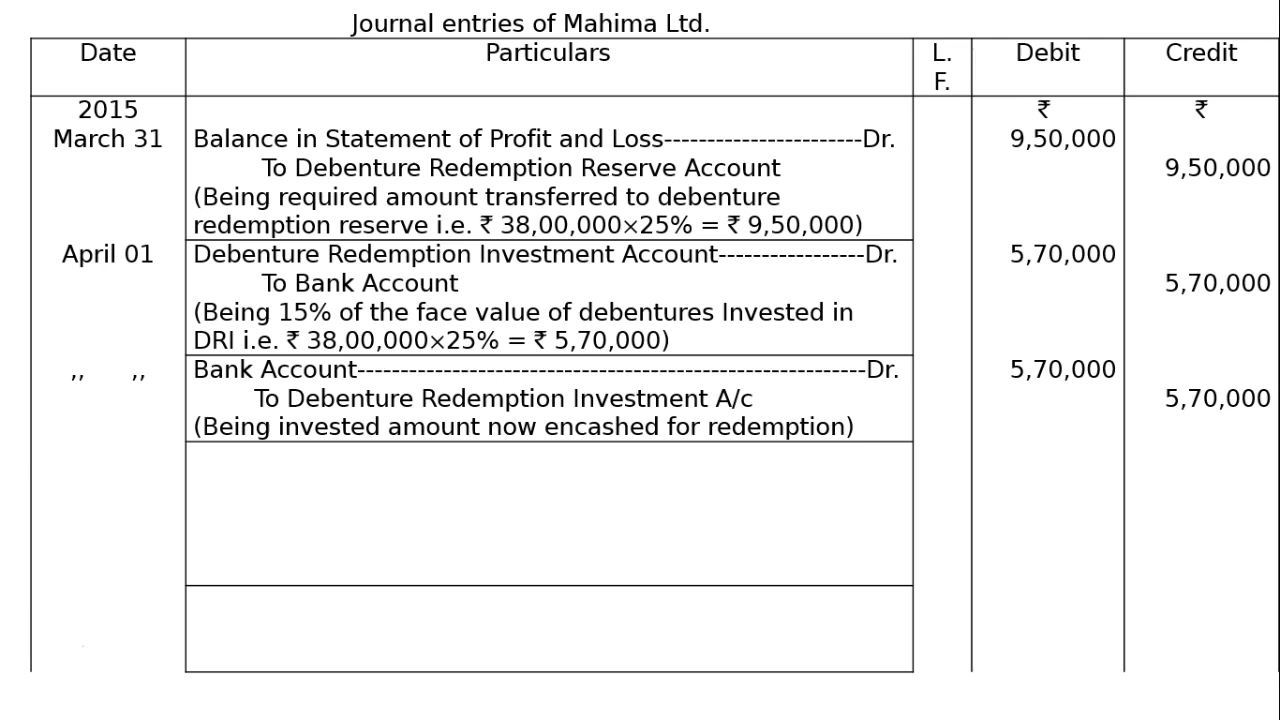 Journal entries of Mahima Ltd.
Date Particulars L. F. Debit Credit
2015 ₹ ₹
March 31 Balance in Statement of Profit and Loss-----------------------Dr. 9,50,000
To Debenture Redemption Reserve Account 9,50,000
(Being required amount transferred to debenture
redemption reserve i.e. ₹ 38,00,000×25% = ₹ 9,50,000)
April 01 Debenture Redemption Investment Account-----------------Dr. 5,70,000
To Bank Account 5,70,000
(Being 15% of the face value of debentures Invested in
DRI i.e. ₹ 38,00,000×25% = ₹ 5,70,000)
,, ,, Bank Account-----------------------------------------------------------Dr. 5,70,000
To Debenture Redemption Investment A/c 5,70,000
(Being invested amount now encashed for redemption)